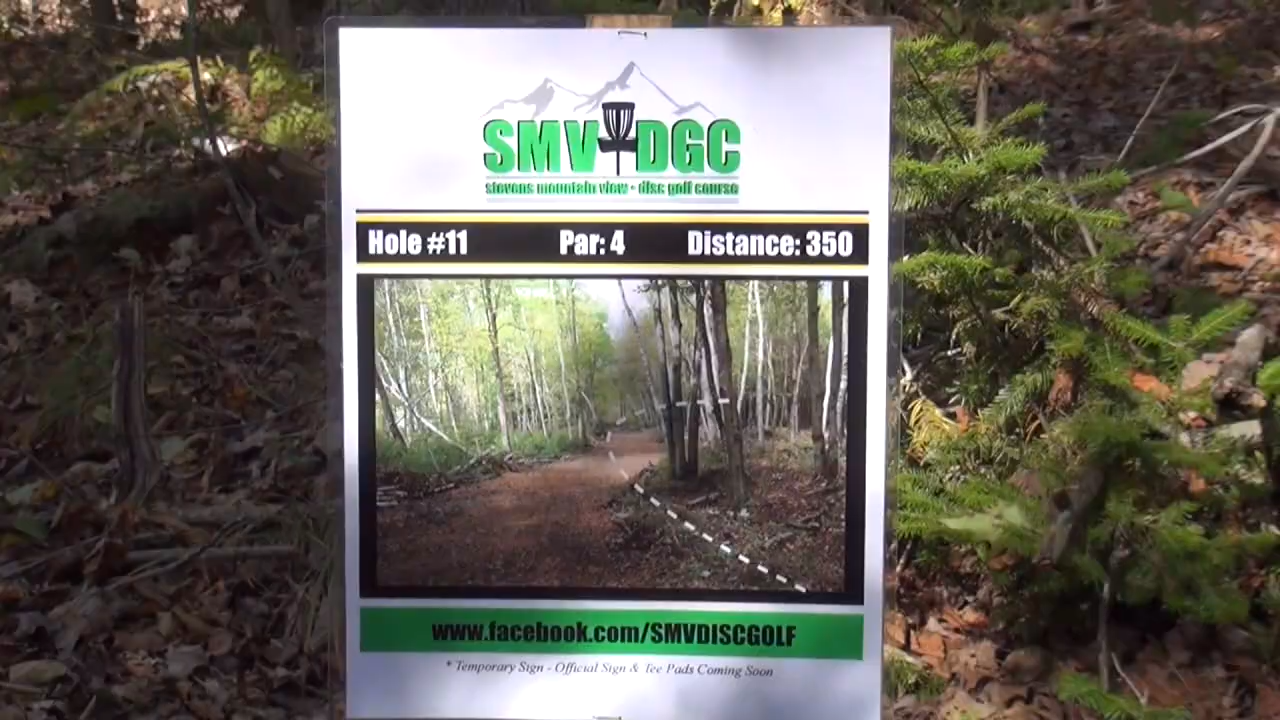 SMV DGC
stevens mountain view • disc golf course
Hole #11 Par: 4 Distance: 350
www.facebook.com/SMVDISCGOLF
* Temporary Sign - Official Sign & Tee Pads Coming Soon